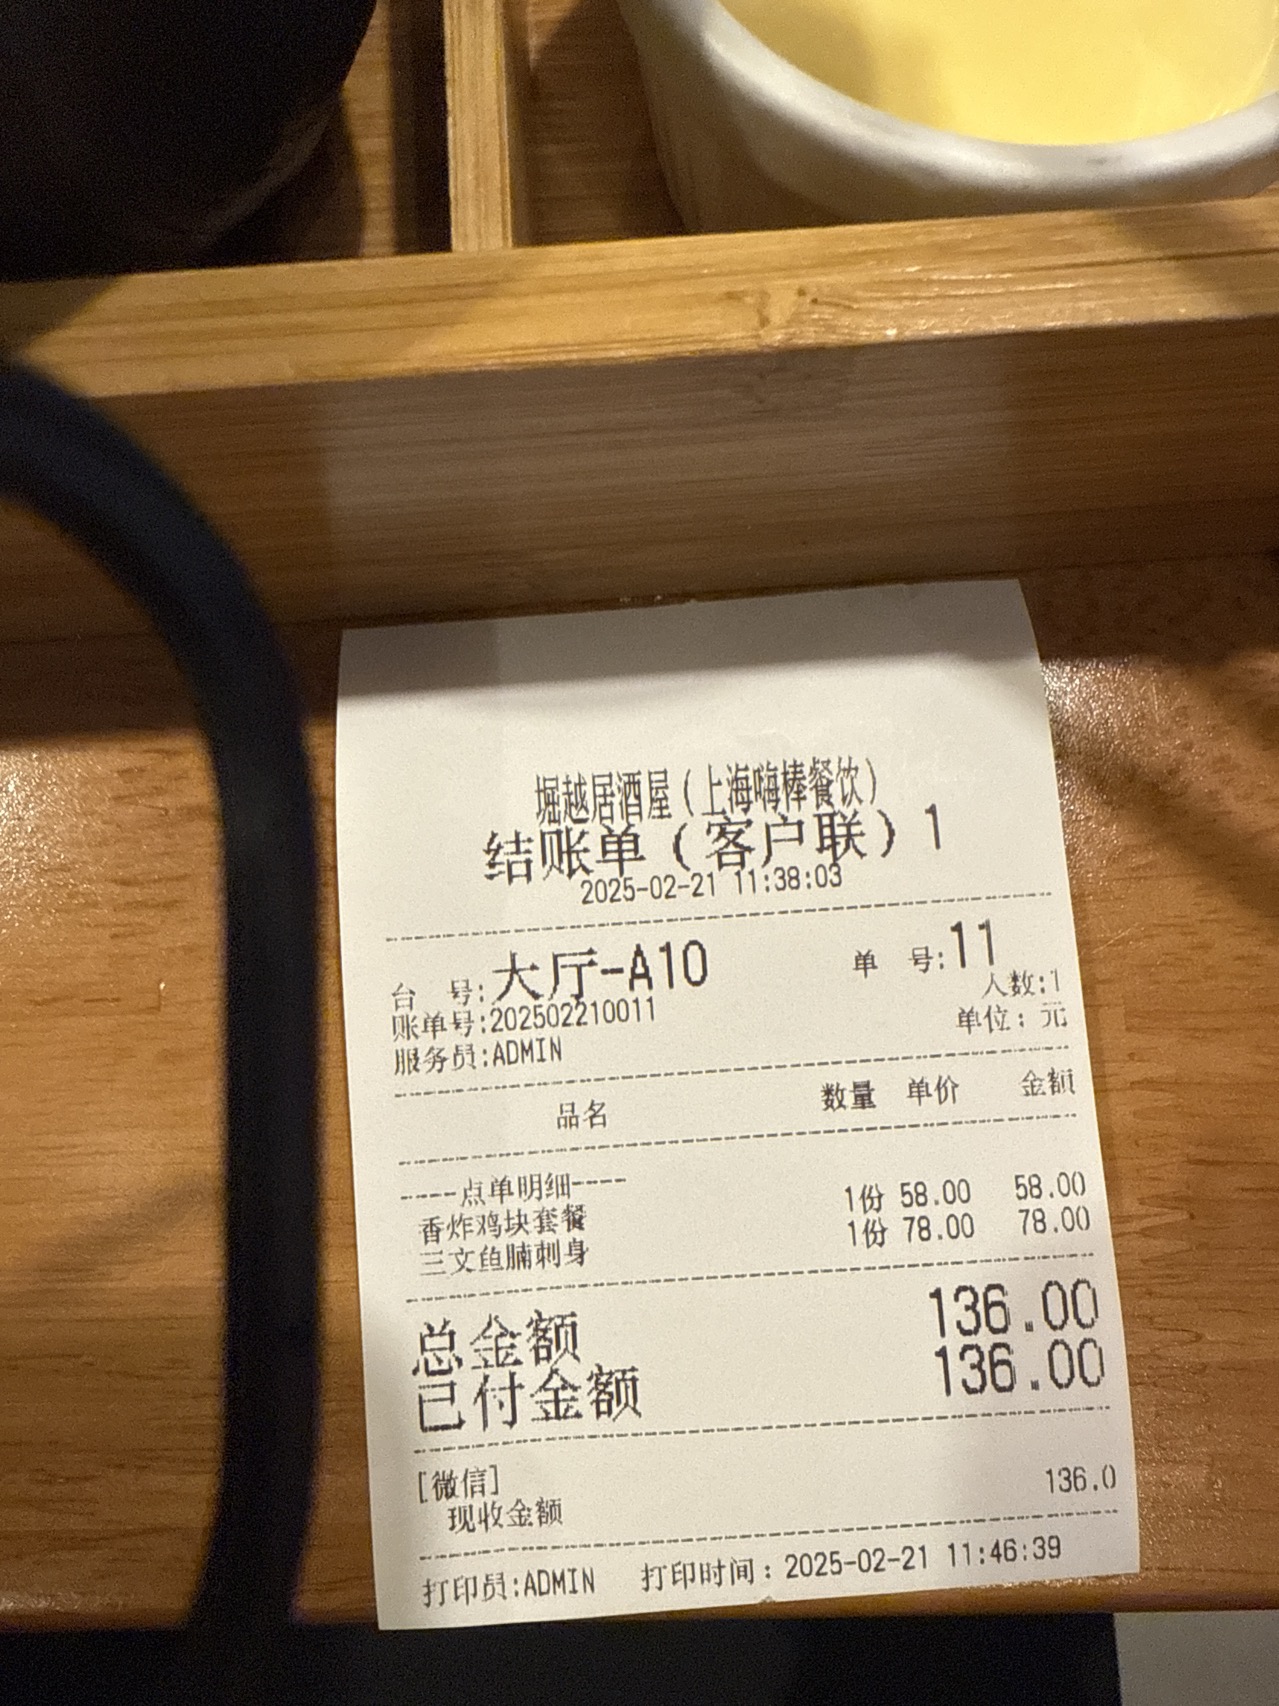 堀越居酒屋（上海嗨棒餐饮）
结账单（客户联）1
2025-02-21 11:38:03
台 号:大厅-A10 单 号:11
人数:1
账单号:202502210011
单位：元
服务员:ADMIN
品名 数量 单价 金额
----点单明细----
香炸鸡块套餐 1份 58.00 58.00
三文鱼腩刺身 1份 78.00 78.00
总金额 136.00
已付金额 136.00
[微信]
现收金额 136.0
打印员:ADMIN 打印时间：2025-02-21 11:46:39